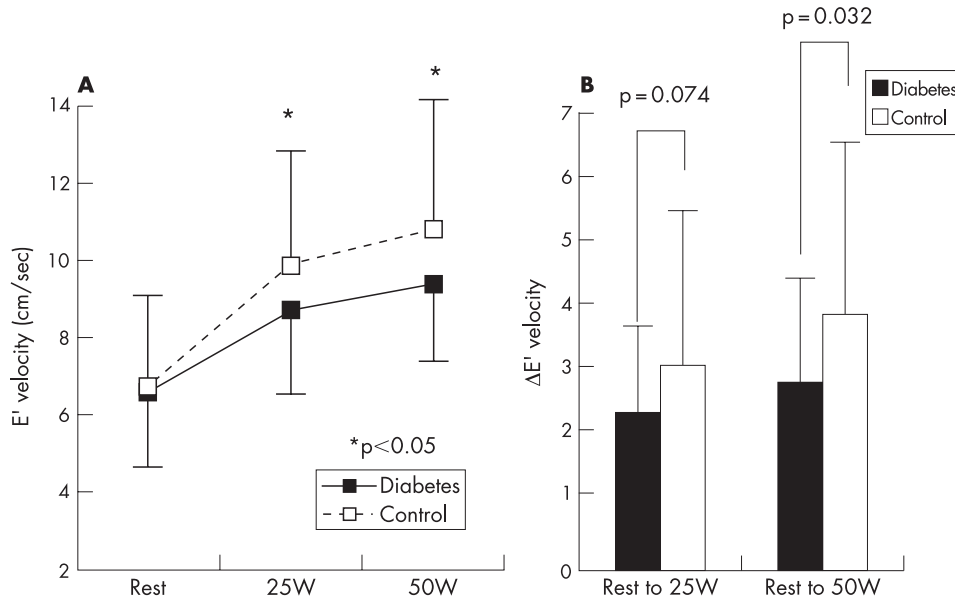 A
E' velocity (cm/sec)
14
12
10
8
6
4
2
*
*
*p<0.05
Diabetes
Control
Rest
25W
50W
B
p=0.032
p=0.074
Diabetes
Control
ΔE' velocity
7
6
5
4
3
2
1
0
Rest to 25W
Rest to 50W